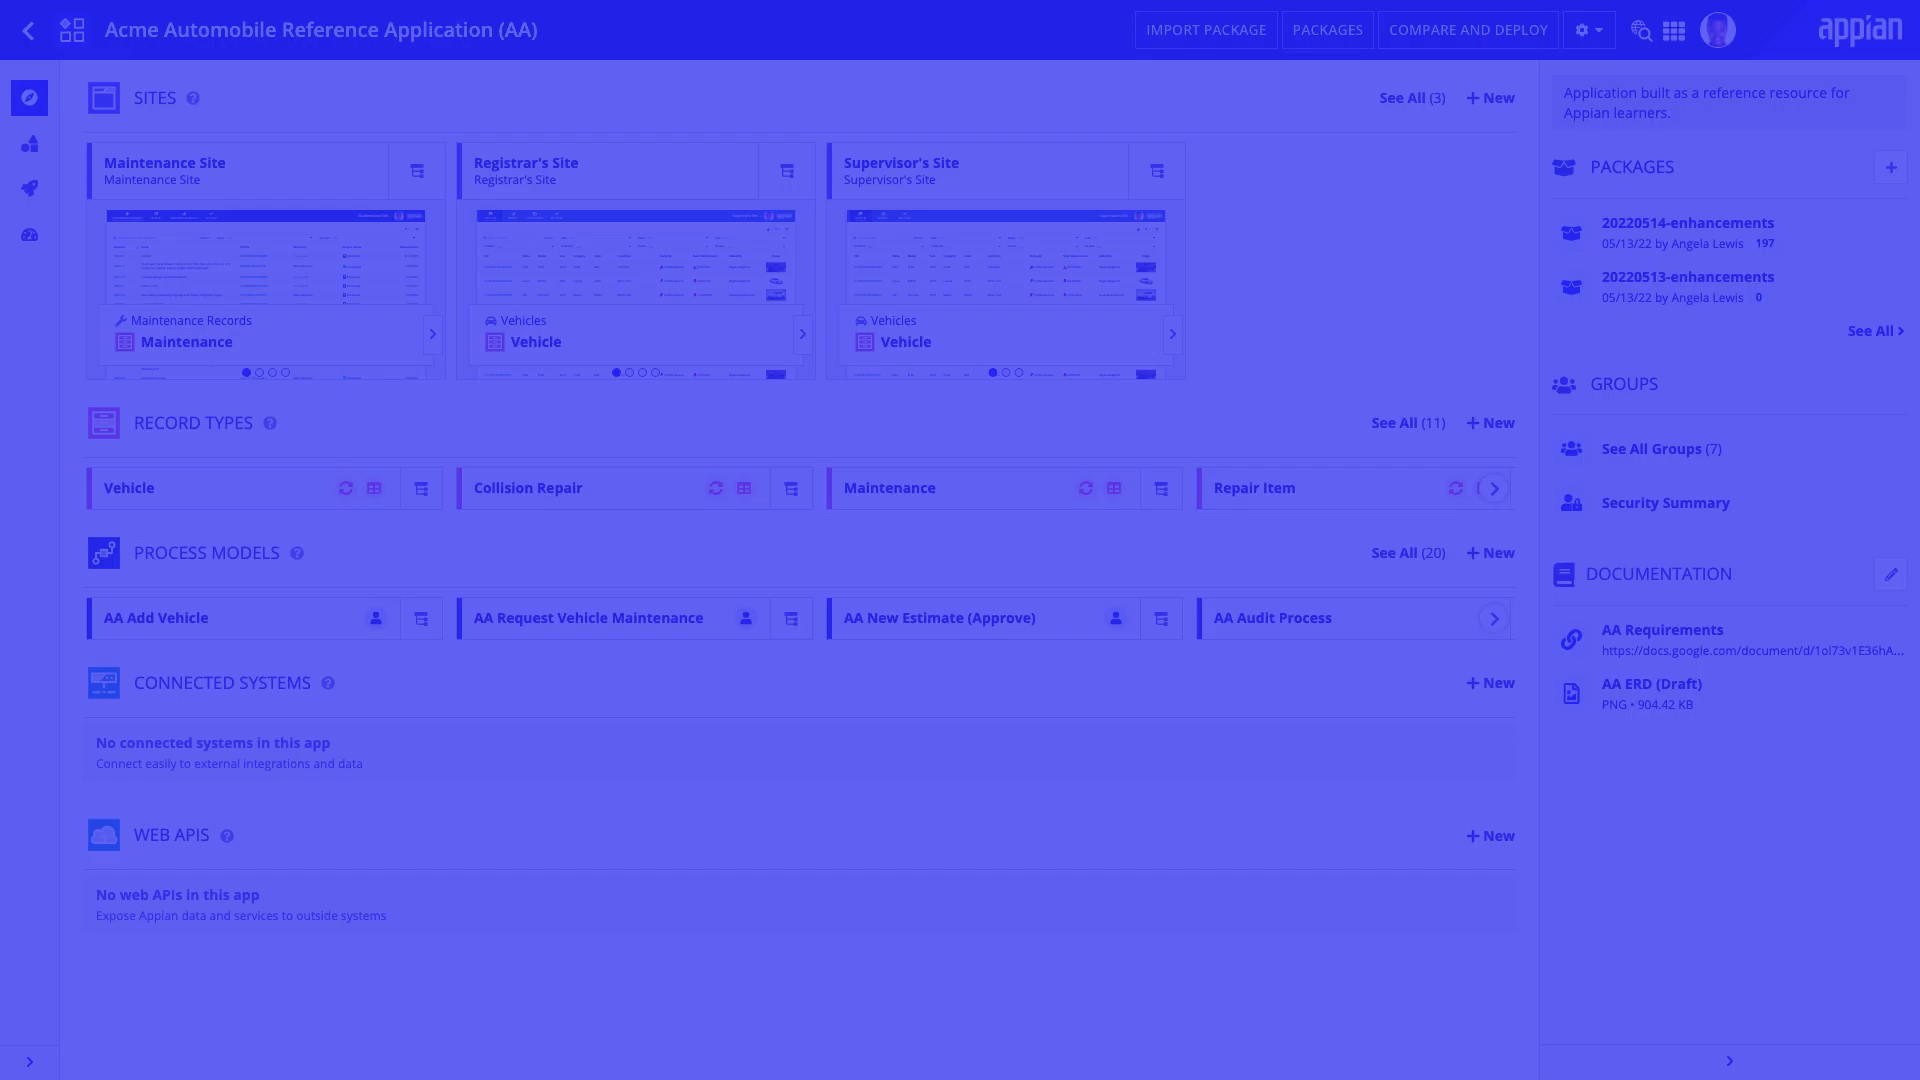 Acme Automobile Reference Application (AA)
IMPORT PACKAGE
PACKAGES
COMPARE AND DEPLOY
appian
SITES
See All (3)
New
Maintenance Site
Maintenance Site
Maintenance Records
Maintenance
Registrar's Site
Registrar's Site
Vehicles
Vehicle
Supervisor's Site
Supervisor's Site
Vehicles
Vehicle
RECORD TYPES
See All (11)
New
Vehicle
Collision Repair
Maintenance
Repair Item
PROCESS MODELS
See All (20)
New
AA Add Vehicle
AA Request Vehicle Maintenance
AA New Estimate (Approve)
AA Audit Process
CONNECTED SYSTEMS
New
No connected systems in this app
Connect easily to external integrations and data
WEB APIS
New
No web APIs in this app
Expose Appian data and services to outside systems
Application built as a reference resource for
Appian learners.
PACKAGES
20220514-enhancements
05/13/22 by Angela Lewis 197
20220513-enhancements
05/13/22 by Angela Lewis 0
See All
GROUPS
See All Groups (7)
Security Summary
DOCUMENTATION
AA Requirements
https://docs.google.com/document/d/1ol73v1E36hA...
AA ERD (Draft)
PNG • 904.42 KB